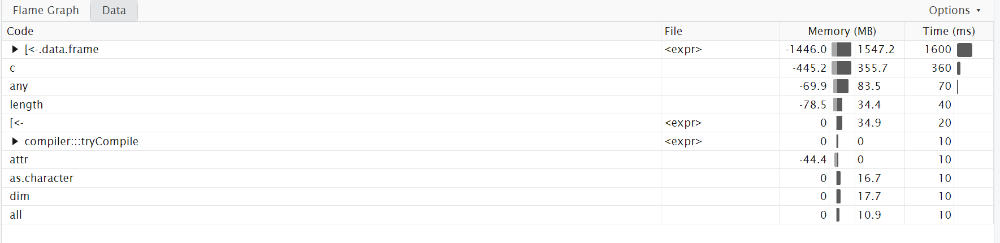 Flame Graph Data Options ▾
Code File Memory (MB) Time (ms)
▶ [<-.data.frame <expr> -1446.0 1547.2 1600
c -445.2 355.7 360
any -69.9 83.5 70
length -78.5 34.4 40
[<- <expr> 0 34.9 20
▶ compiler:::tryCompile <expr> 0 0 10
attr -44.4 0 10
as.character 0 16.7 10
dim 0 17.7 10
all 0 10.9 10